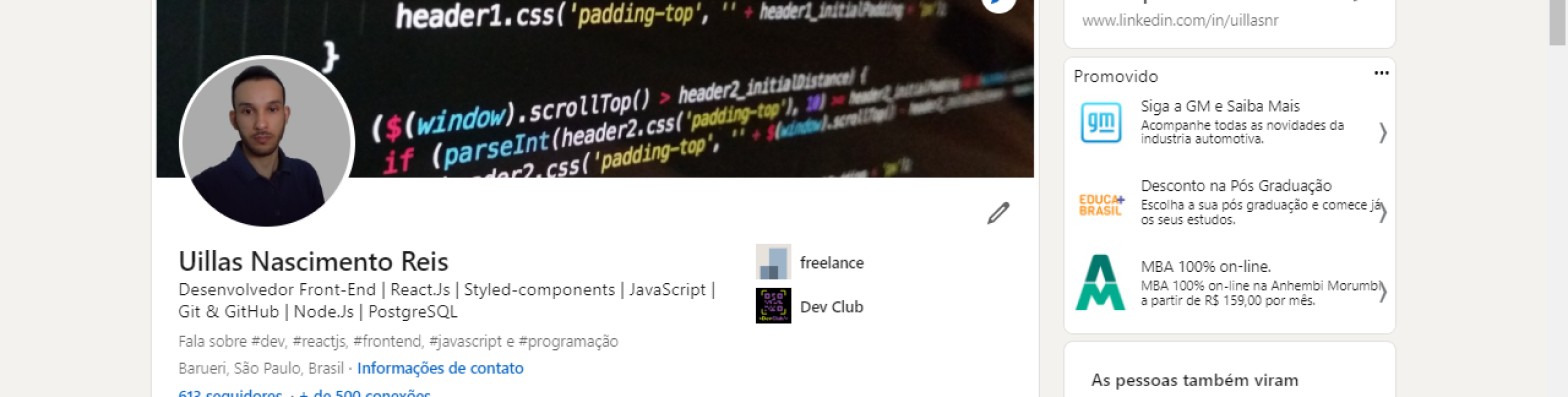 header1.css('padding-top', '' + header1_initialPadding + 'px');
}
($(window).scrollTop() > header2_initialDistance) {
if (parseInt(header2.css('padding-top'), 10) >= header2_initialPadding
header2.css('padding-top', '' + $(window).scrollTop() -
Uillas Nascimento Reis
Desenvolvedor Front-End | React.Js | Styled-components | JavaScript |
Git & GitHub | Node.Js | PostgreSQL
Fala sobre #dev, #reactjs, #frontend, #javascript e #programação
Barueri, São Paulo, Brasil · Informações de contato
613 seguidores · + de 500 conexões
freelance
Dev Club
www.linkedin.com/in/uillasnr
Promovido
gm
Siga a GM e Saiba Mais
Acompanhe todas as novidades da
industria automotiva.
EDUCA+
BRASIL
Desconto na Pós Graduação
Escolha a sua pós graduação e comece já
os seus estudos.
MBA 100% on-line.
MBA 100% on-line na Anhembi Morumbi
a partir de R$ 159,00 por mês.
As pessoas também viram